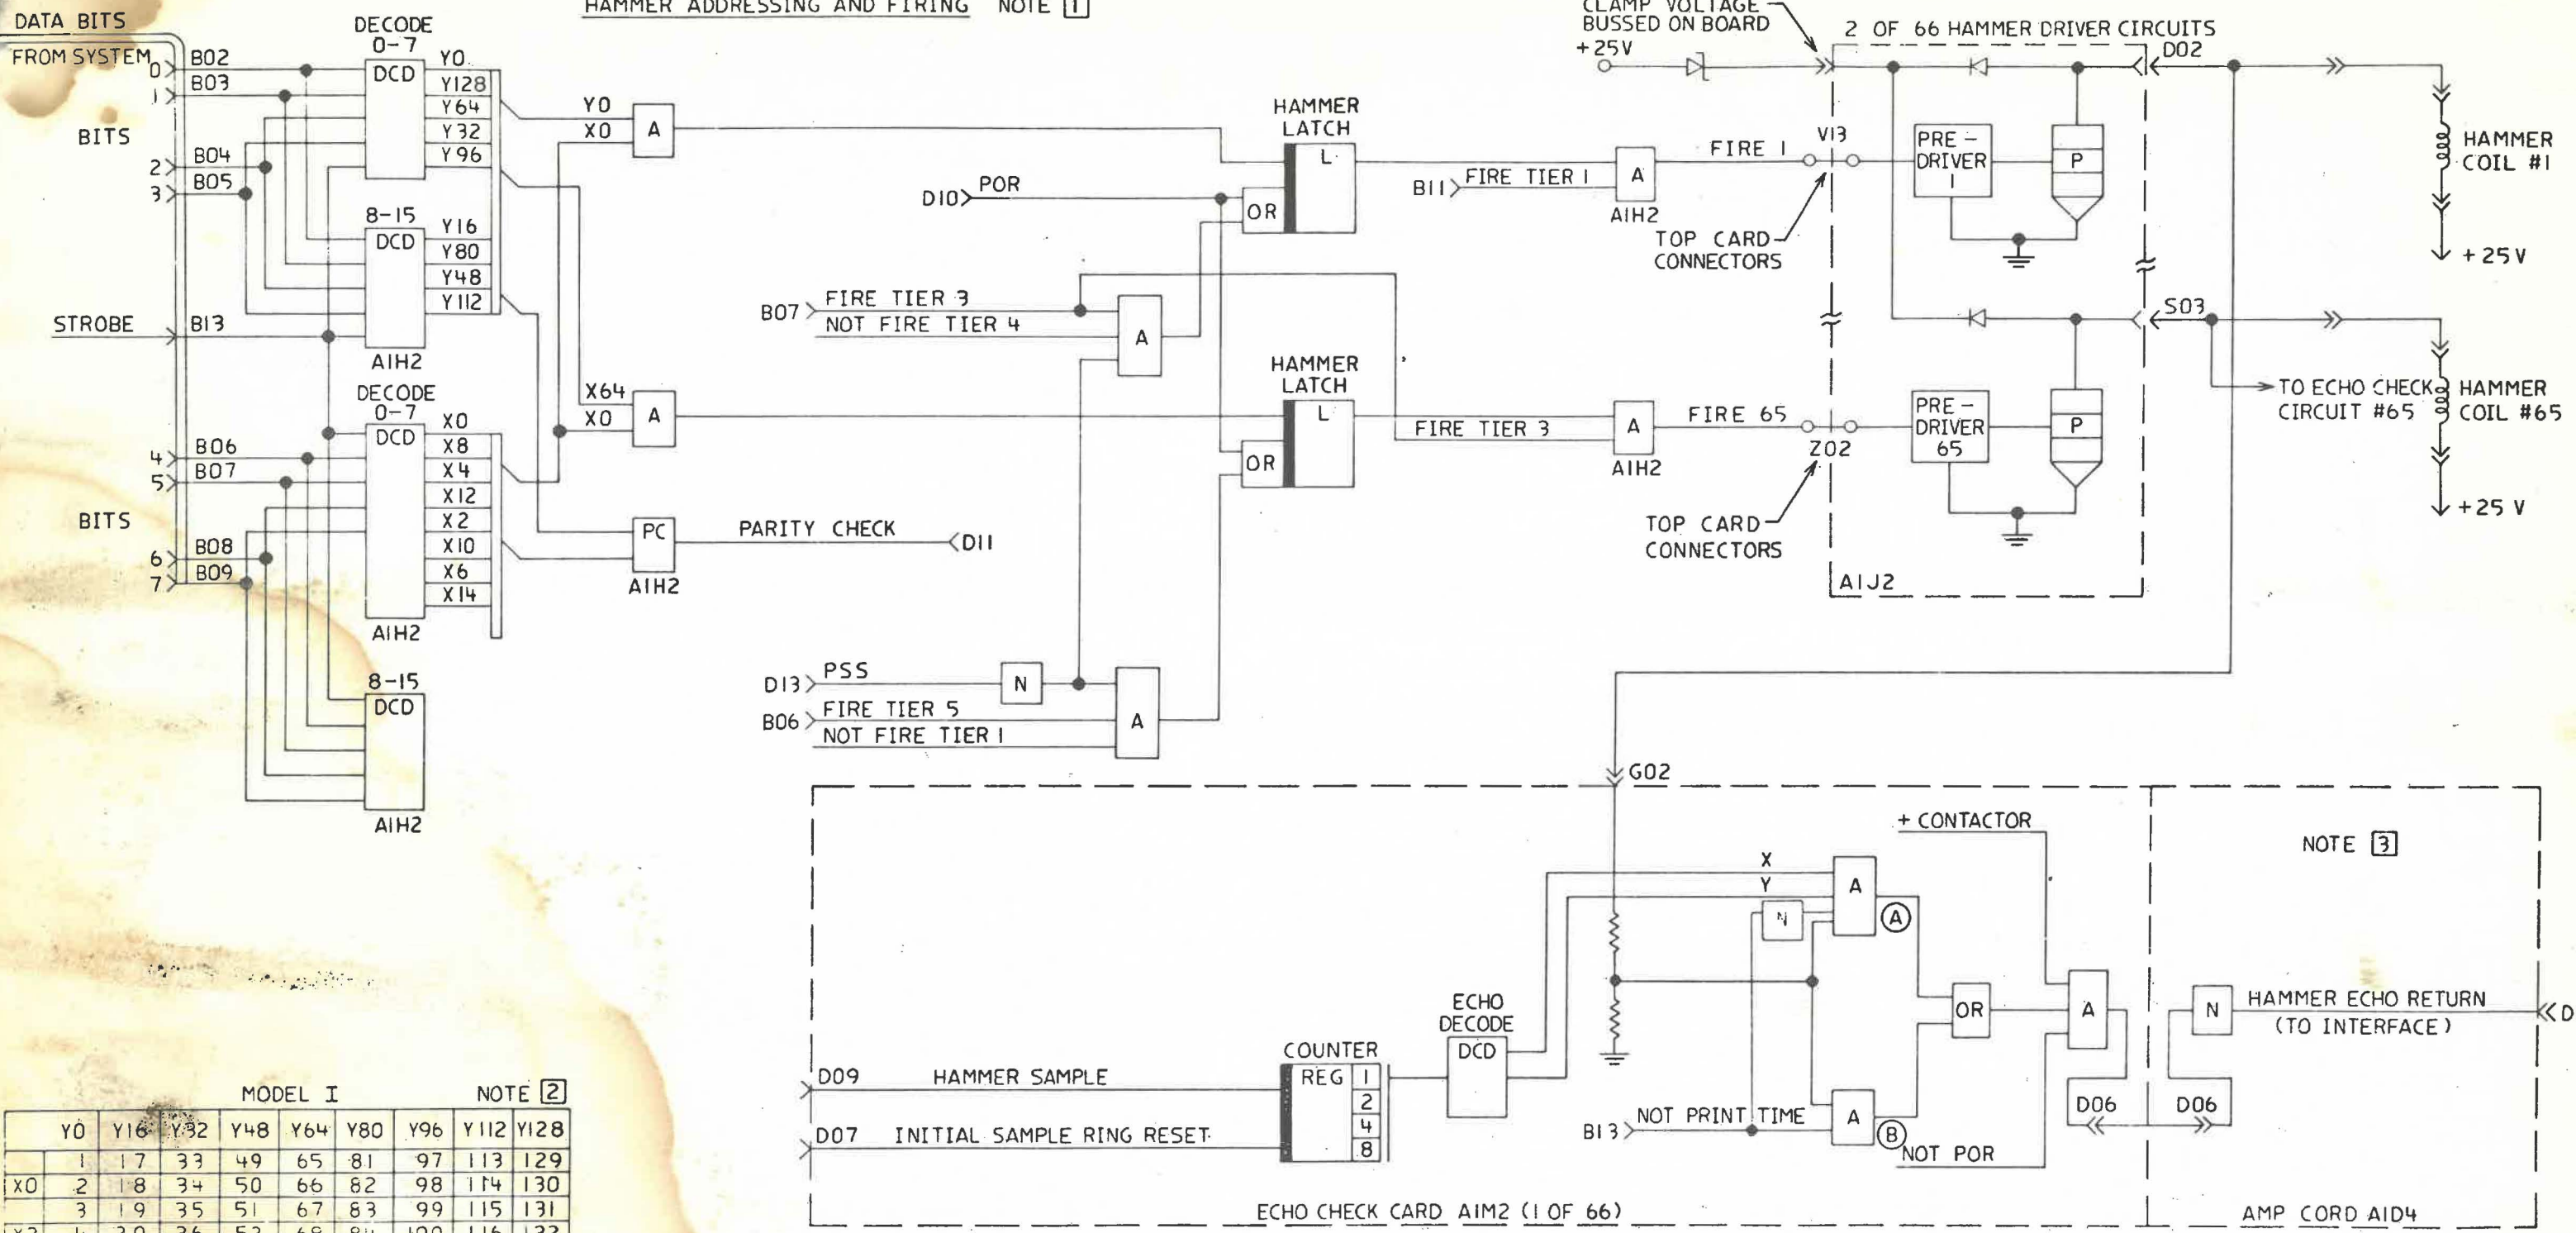 HAMMER ADDRESSING AND FIRING NOTE 1
DATA BITS
FROM SYSTEM
0 B02
1 B03
BITS
2 B04
3 B05
STROBE B13
4 B06
5 B07
BITS
6 B08
7 B09
DECODE
0-7
DCD
Y0
Y128
Y64
Y32
Y96
8-15
DCD
Y16
Y80
Y48
Y112
A1H2
DECODE
0-7
DCD
X0
X8
X4
X12
X2
X10
X6
X14
A1H2
8-15
DCD
A1H2
Y0
X0
A
X64
X0
A
PC
A1H2
PARITY CHECK D11
D10 POR
B07 FIRE TIER 3
NOT FIRE TIER 4
A
D13 PSS
N
B06 FIRE TIER 5
NOT FIRE TIER 1
A
HAMMER
LATCH
L
OR
HAMMER
LATCH
L
OR
B11 FIRE TIER 1
A
A1H2
FIRE 1
V13
TOP CARD
CONNECTORS
FIRE TIER 3
A
A1H2
FIRE 65
Z02
TOP CARD
CONNECTORS
CLAMP VOLTAGE
BUSSED ON BOARD
+25V
2 OF 66 HAMMER DRIVER CIRCUITS
D02
PRE-
DRIVER
1
P
S03
PRE-
DRIVER
65
P
A1J2
HAMMER
COIL #1
+25V
TO ECHO CHECK
CIRCUIT #65
HAMMER
COIL #65
+25 V
G02
+ CONTACTOR
NOTE 3
X
Y
N
A
A
ECHO
DECODE
DCD
COUNTER
REG 1
2
4
8
D09 HAMMER SAMPLE
D07 INITIAL SAMPLE RING RESET
B13 NOT PRINT TIME
A
B
NOT POR
OR
A
D06
D06
N
HAMMER ECHO RETURN
(TO INTERFACE)
D
ECHO CHECK CARD A1M2 (1 OF 66)
AMP CORD A1D4
MODEL I NOTE 2
Y0 Y16 Y32 Y48 Y64 Y80 Y96 Y112 Y128
1 17 33 49 65 81 97 113 129
X0 2 18 34 50 66 82 98 114 130
3 19 35 51 67 83 99 115 131